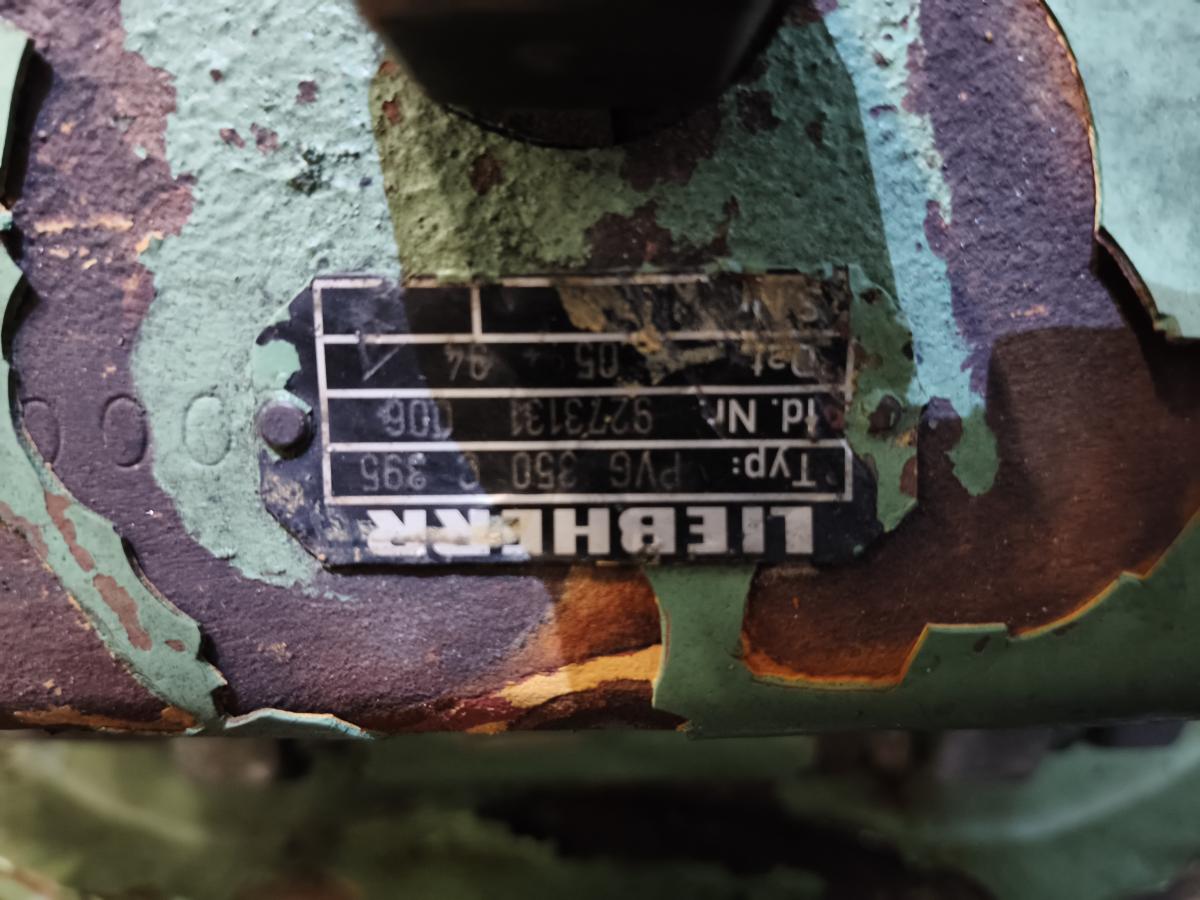 LIEBHERR
Typ: PVG 350 C 395
Id. Nr. 9273131 006
Dat. 05 94